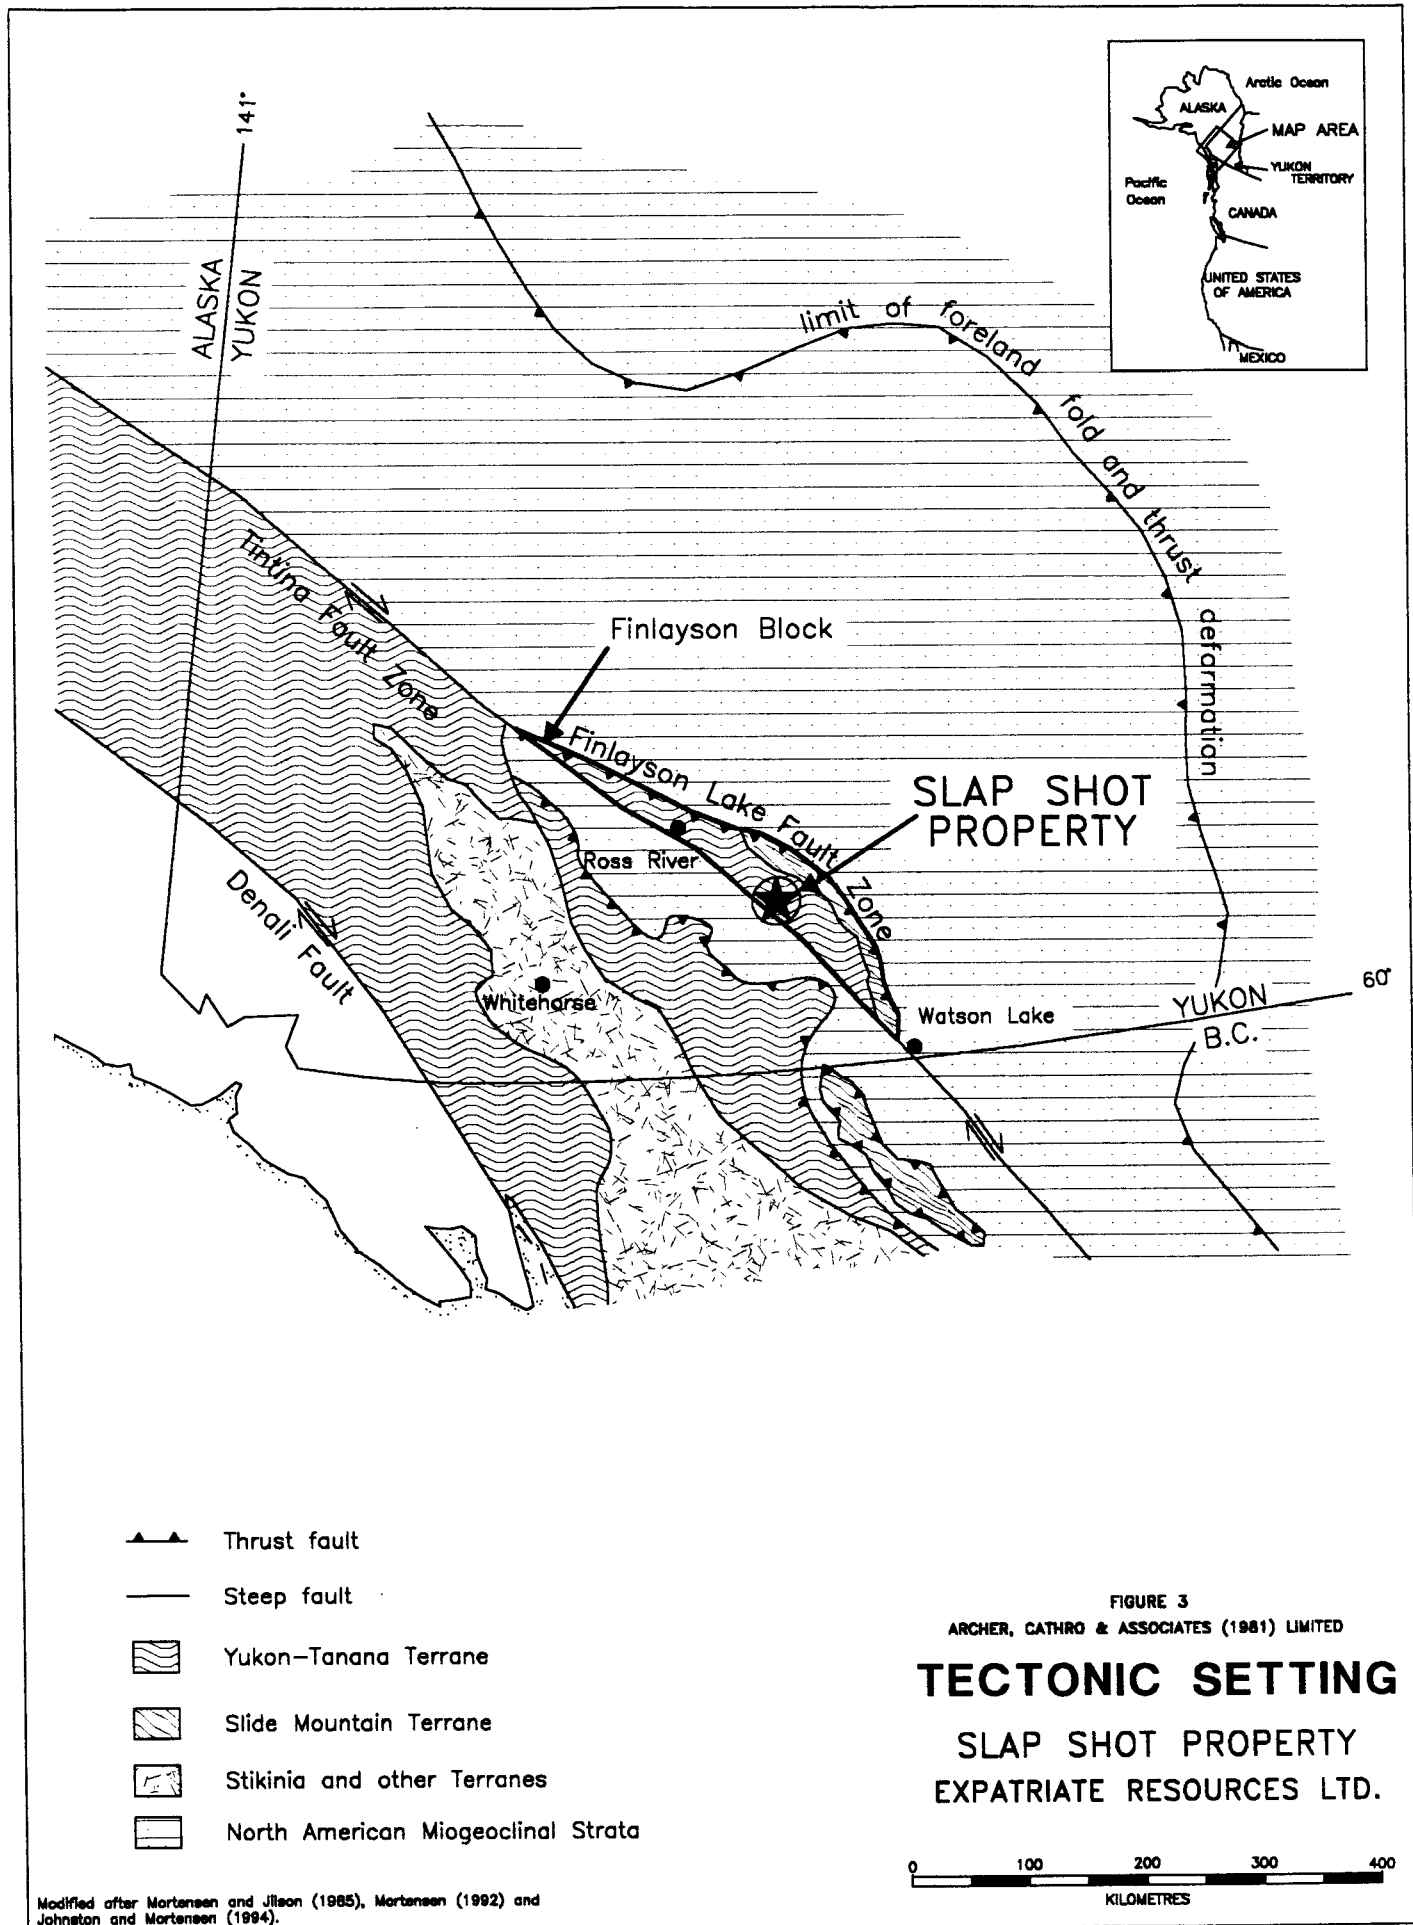 141°
ALASKA
YUKON
Arctic Ocean
ALASKA
MAP AREA
YUKON
TERRITORY
Pacific
Ocean
CANADA
UNITED STATES
OF AMERICA
MEXICO
limit of foreland fold and thrust defarmation
Tintina Fault Zone
Finlayson Block
Finlayson Lake Fault Zone
SLAP SHOT
PROPERTY
Ross River
Denali Fault
Whitehorse
Watson Lake
60°
YUKON
B.C.
Thrust fault
Steep fault
Yukon-Tanana Terrane
Slide Mountain Terrane
Stikinia and other Terranes
North American Miogeoclinal Strata
FIGURE 3
ARCHER, CATHRO & ASSOCIATES (1981) LIMITED
TECTONIC SETTING
SLAP SHOT PROPERTY
EXPATRIATE RESOURCES LTD.
0 100 200 300 400
KILOMETRES
Modified after Mortensen and Jilson (1985), Mortensen (1992) and
Johnston and Mortensen (1994).